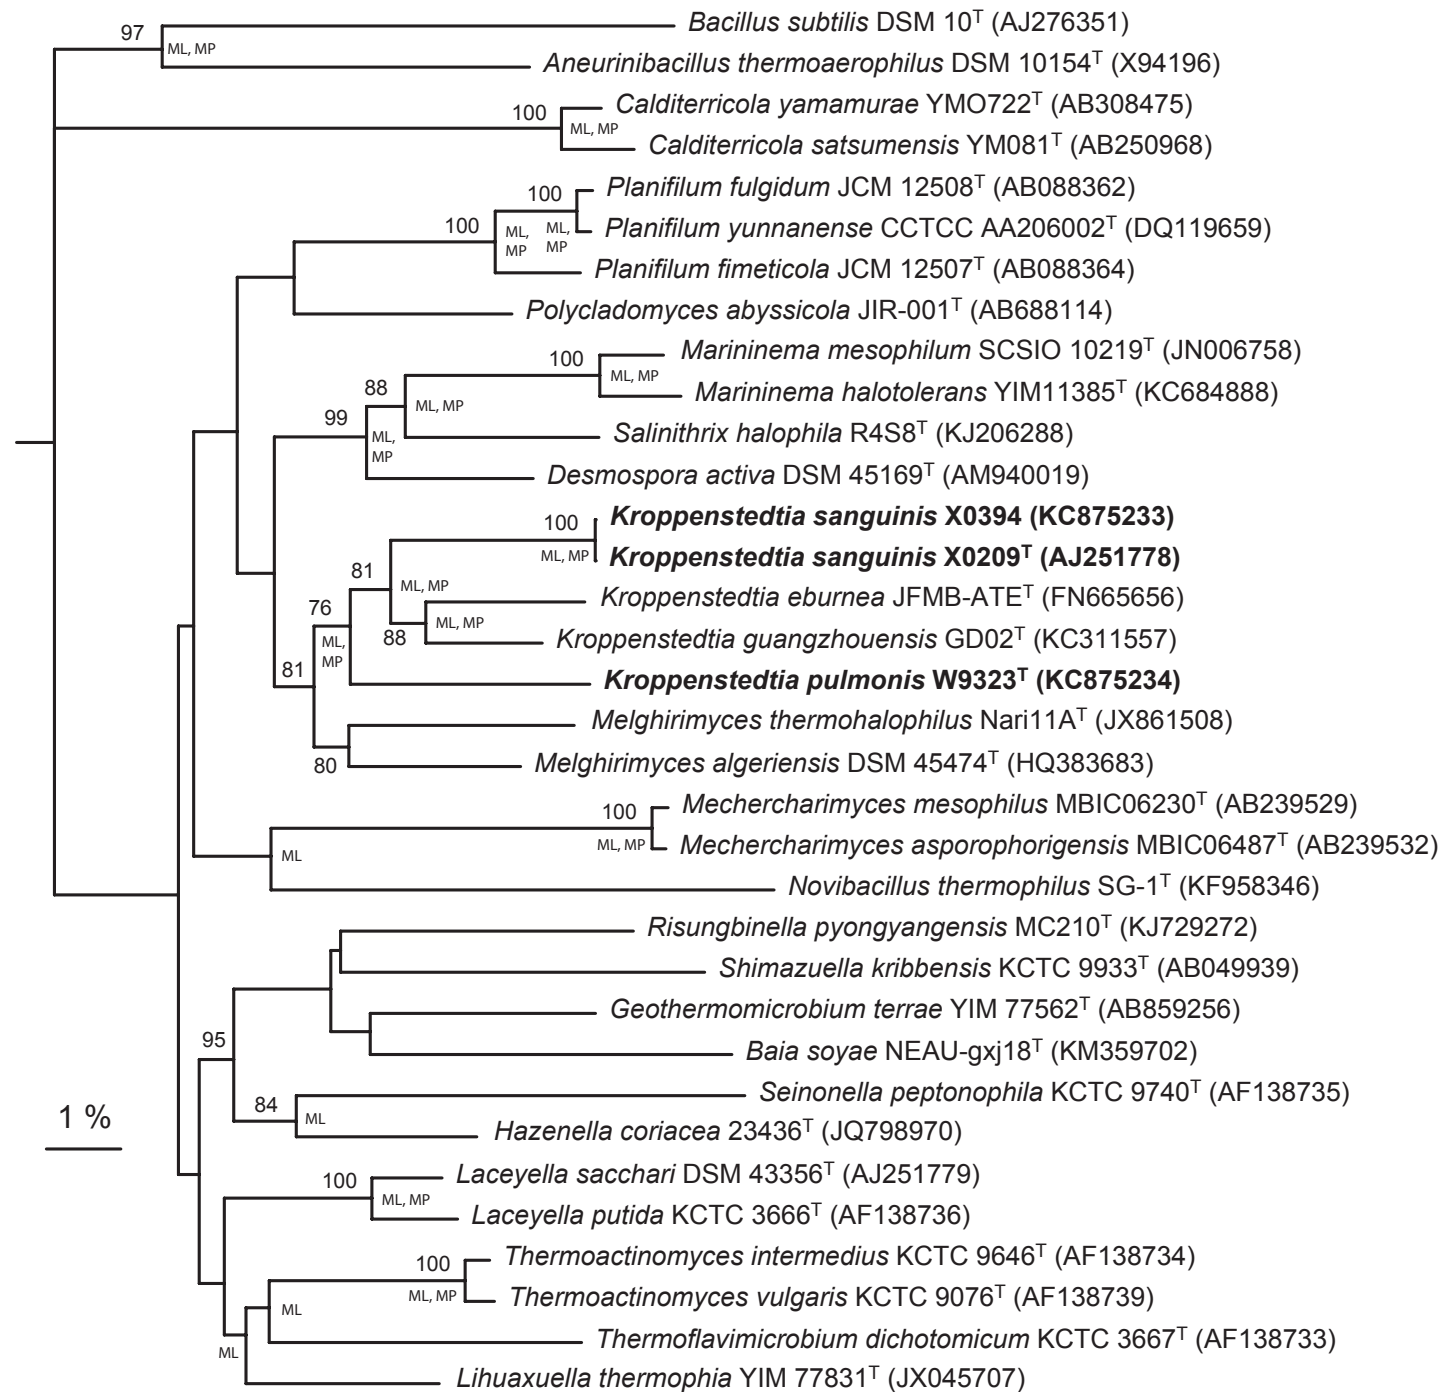 Bacillus subtilis DSM 10ᵀ (AJ276351)
97
ML, MP
Aneurinibacillus thermoaerophilus DSM 10154ᵀ (X94196)
Calditerricola yamamurae YMO722ᵀ (AB308475)
100
ML, MP
Calditerricola satsumensis YM081ᵀ (AB250968)
Planifilum fulgidum JCM 12508ᵀ (AB088362)
100
100
ML, MP
ML, MP
Planifilum yunnanense CCTCC AA206002ᵀ (DQ119659)
Planifilum fimeticola JCM 12507ᵀ (AB088364)
Polycladomyces abyssicola JIR-001ᵀ (AB688114)
Marininema mesophilum SCSIO 10219ᵀ (JN006758)
100
ML, MP
Marininema halotolerans YIM11385ᵀ (KC684888)
88
ML, MP
99
ML, MP
Salinithrix halophila R4S8ᵀ (KJ206288)
Desmospora activa DSM 45169ᵀ (AM940019)
Kroppenstedtia sanguinis X0394 (KC875233)
100
ML, MP
Kroppenstedtia sanguinis X0209ᵀ (AJ251778)
81
ML, MP
Kroppenstedtia eburnea JFMB-ATEᵀ (FN665656)
76
ML, MP
88
ML, MP
Kroppenstedtia guangzhouensis GD02ᵀ (KC311557)
81
Kroppenstedtia pulmonis W9323ᵀ (KC875234)
Melghirimyces thermohalophilus Nari11Aᵀ (JX861508)
80
Melghirimyces algeriensis DSM 45474ᵀ (HQ383683)
Mechercharimyces mesophilus MBIC06230ᵀ (AB239529)
100
ML, MP
Mechercharimyces asporophorigensis MBIC06487ᵀ (AB239532)
ML
Novibacillus thermophilus SG-1ᵀ (KF958346)
Risungbinella pyongyangensis MC210ᵀ (KJ729272)
Shimazuella kribbensis KCTC 9933ᵀ (AB049939)
Geothermomicrobium terrae YIM 77562ᵀ (AB859256)
95
Baia soyae NEAU-gxj18ᵀ (KM359702)
Seinonella peptonophila KCTC 9740ᵀ (AF138735)
84
ML
1 %
Hazenella coriacea 23436ᵀ (JQ798970)
Laceyella sacchari DSM 43356ᵀ (AJ251779)
100
ML, MP
Laceyella putida KCTC 3666ᵀ (AF138736)
Thermoactinomyces intermedius KCTC 9646ᵀ (AF138734)
100
ML, MP
Thermoactinomyces vulgaris KCTC 9076ᵀ (AF138739)
ML
Thermoflavimicrobium dichotomicum KCTC 3667ᵀ (AF138733)
ML
Lihuaxuella thermophia YIM 77831ᵀ (JX045707)